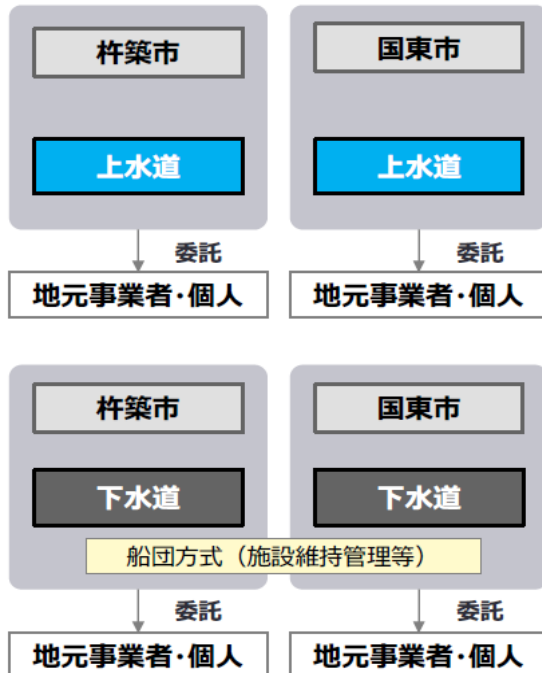 杵築市
国東市
上水道
上水道
委託
委託
地元事業者・個人
地元事業者・個人
杵築市
国東市
下水道
下水道
船団方式（施設維持管理等）
委託
委託
地元事業者・個人
地元事業者・個人